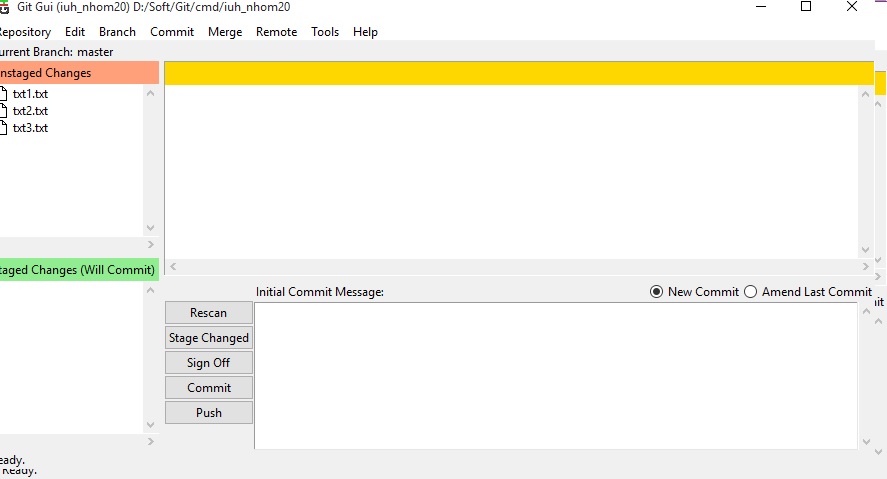 Git Gui (iuh_nhom20) D:/Soft/Git/cmd/iuh_nhom20
epository Edit Branch Commit Merge Remote Tools Help
urrent Branch: master
nstaged Changes
txt1.txt
txt2.txt
txt3.txt
taged Changes (Will Commit)
Initial Commit Message:
New Commit
Amend Last Commit
it
Rescan
Stage Changed
Sign Off
Commit
Push
eady.
Ready.